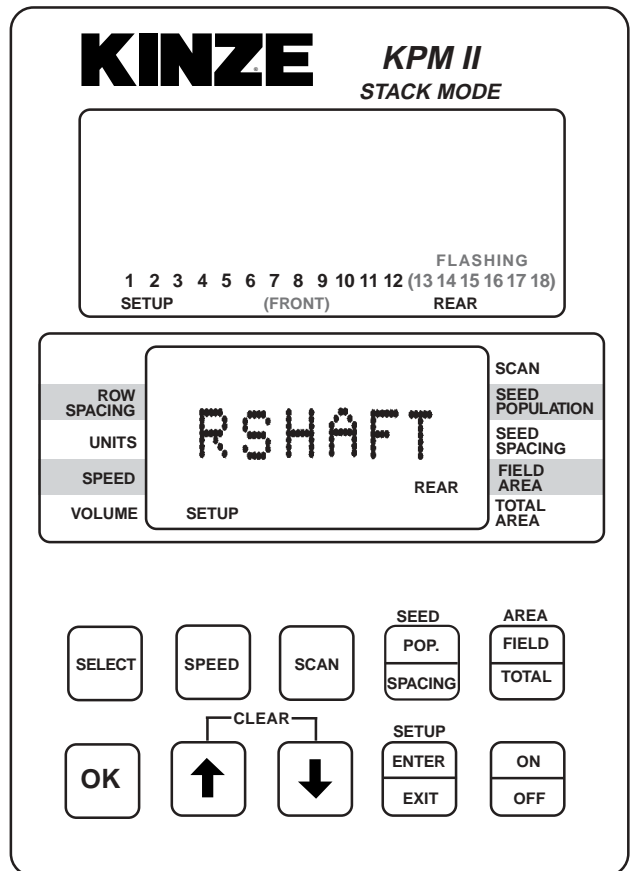 KINZE
KPM II
STACK MODE
FLASHING
1 2 3 4 5 6 7 8 9 10 11 12 (13 14 15 16 17 18)
SETUP (FRONT) REAR
SCAN
ROW
SPACING
SEED
POPULATION
UNITS
RSHAFT
SEED
SPACING
SPEED
REAR
FIELD
AREA
VOLUME
SETUP
TOTAL
AREA
SEED AREA
SELECT
SPEED
SCAN
POP.
SPACING
FIELD
TOTAL
CLEAR
SETUP
OK
ENTER
EXIT
ON
OFF